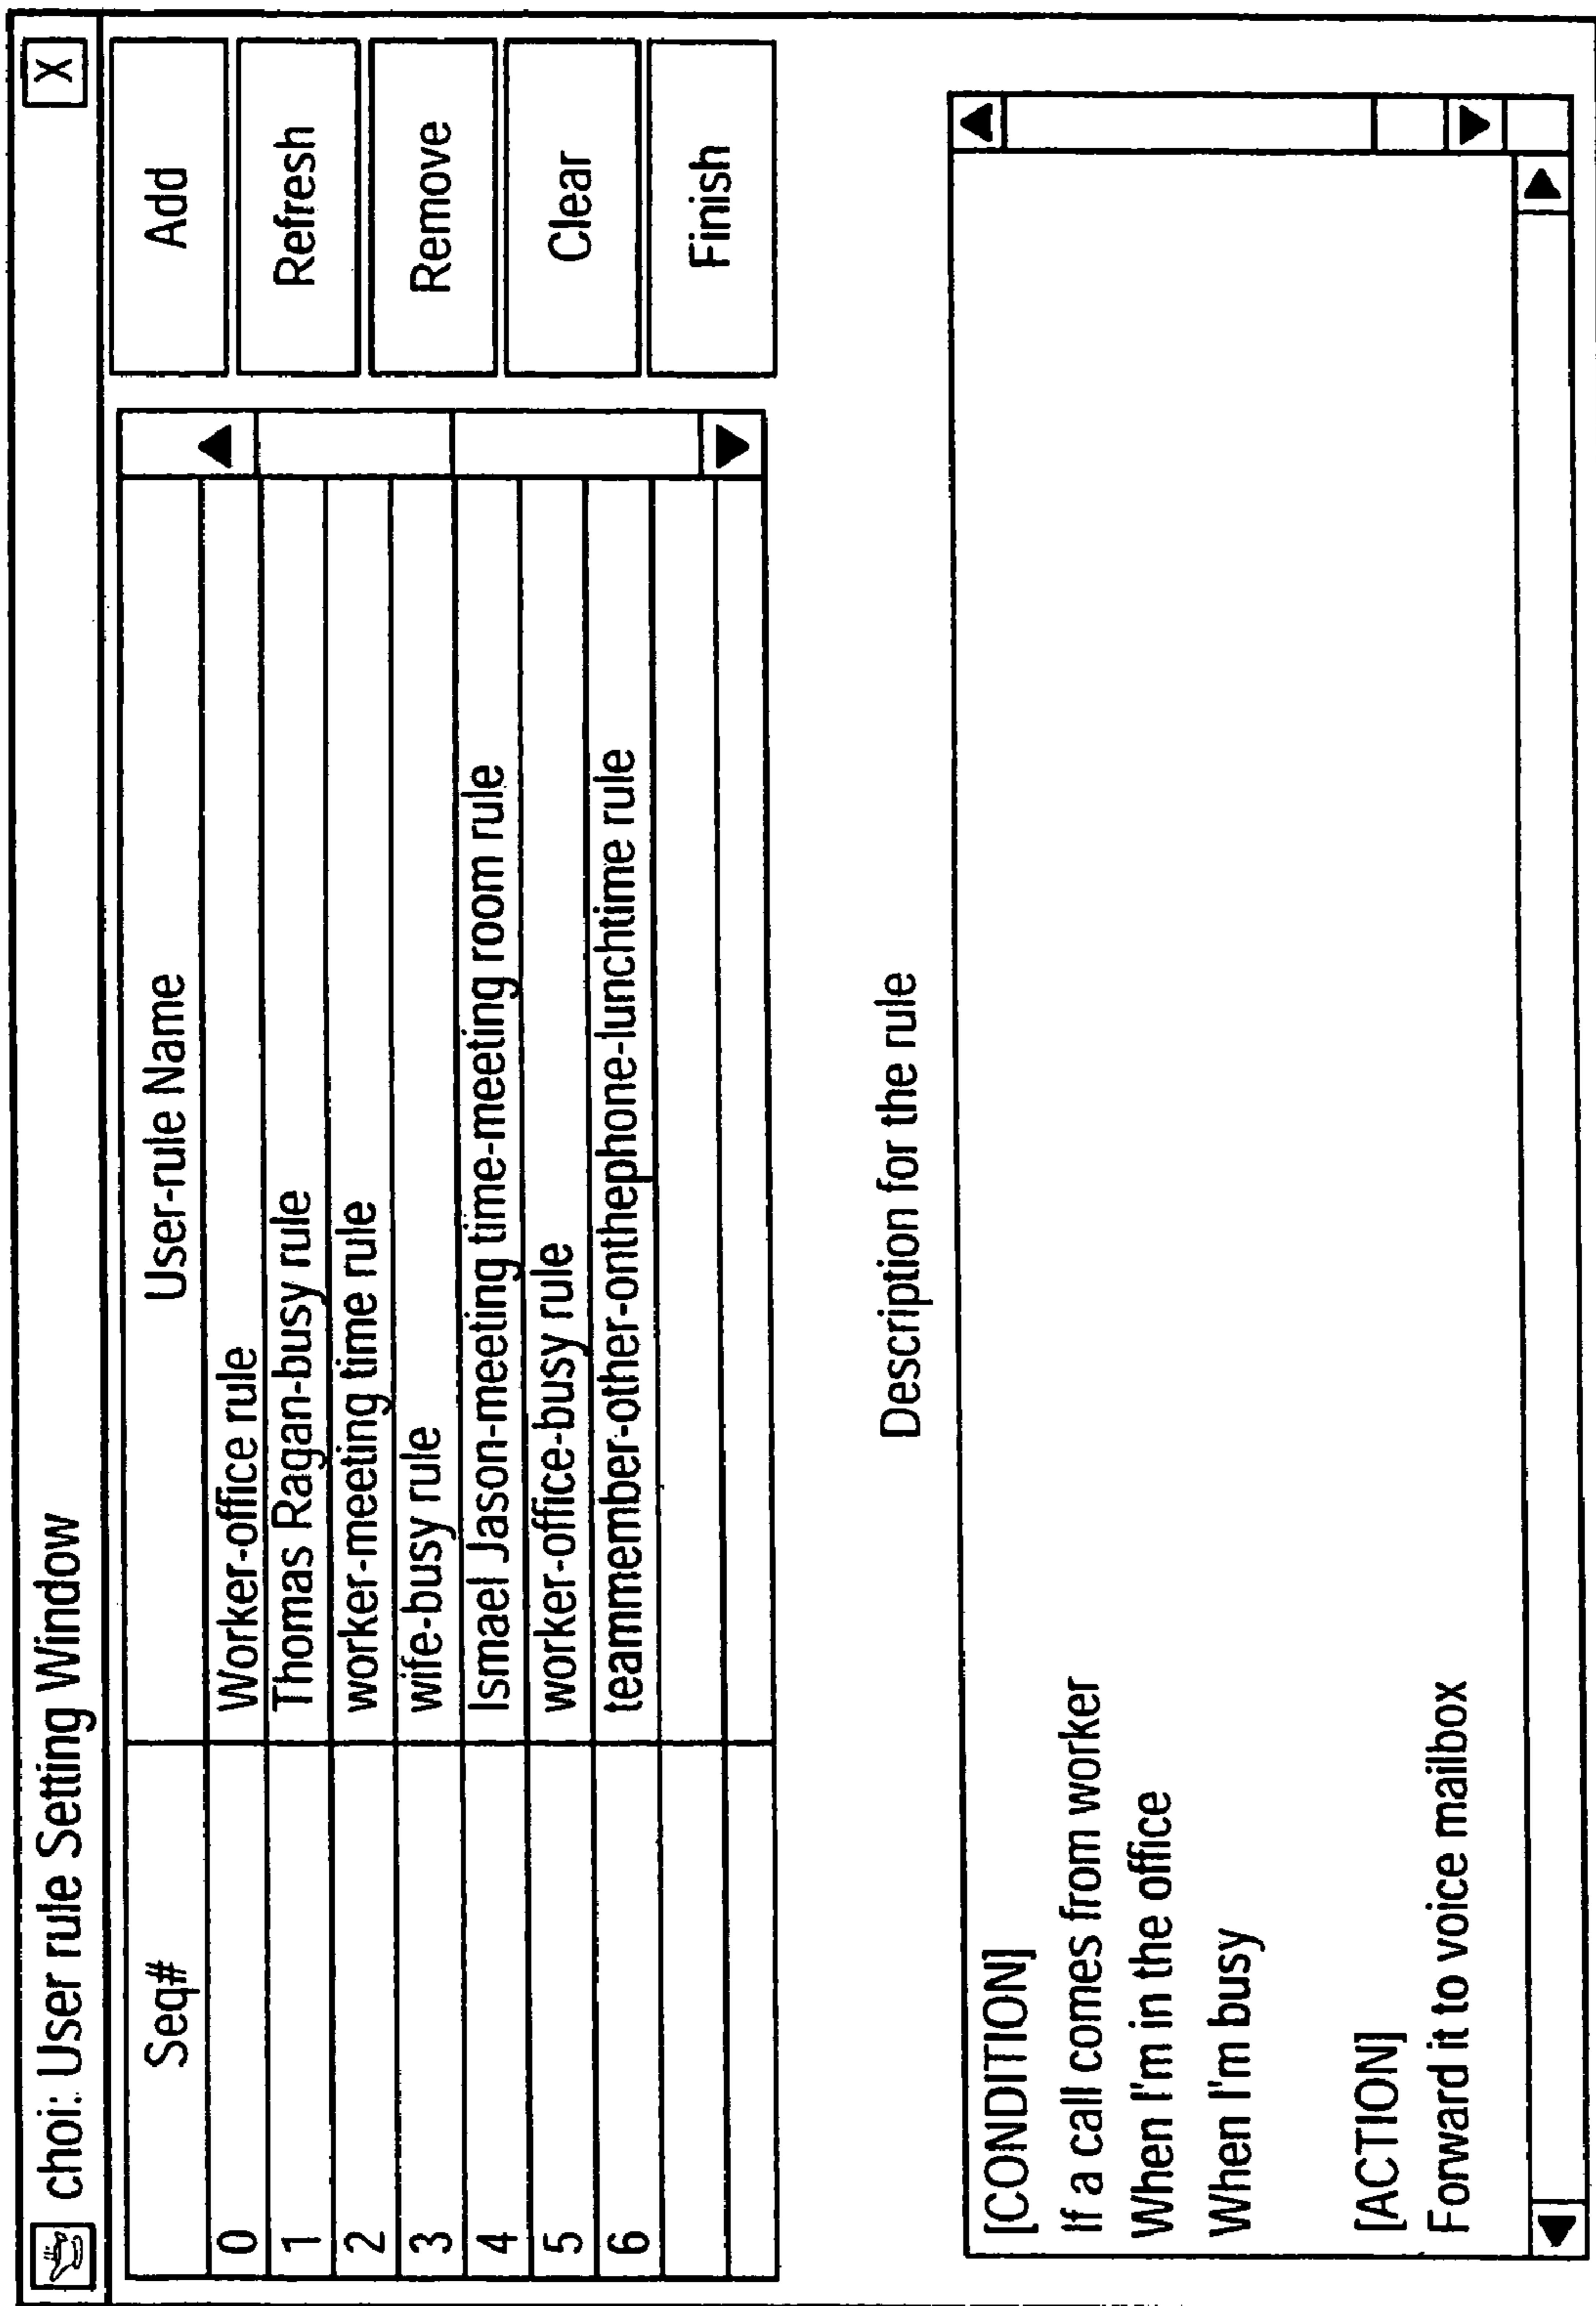 choi: User rule Setting Window X
Seq# User-rule Name
0 Worker-office rule
1 Thomas Ragan-busy rule
2 worker-meeting time rule
3 wife-busy rule
4 Ismael Jason-meeting time-meeting room rule
5 worker-office-busy rule
6 teammember-other-onthephone-lunchtime rule
Add
Refresh
Remove
Clear
Finish
Description for the rule
[CONDITION]
If a call comes from worker
When I'm in the office
When I'm busy
[ACTION]
Forward it to voice mailbox